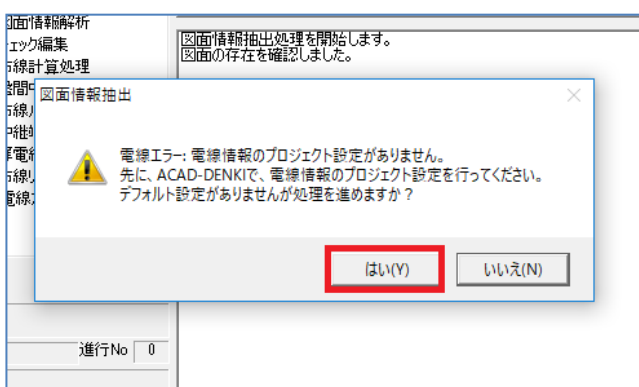 図面情報解析
チェック編集
図面情報抽出処理を開始します。
図面の存在を確認しました。
線計算処理
図面情報抽出
電線エラー: 電線情報のプロジェクト設定がありません。
先に、ACAD-DENKIで、電線情報のプロジェクト設定を行ってください。
デフォルト設定がありませんが処理を進めますか？
はい(Y)
いいえ(N)
進行No 0